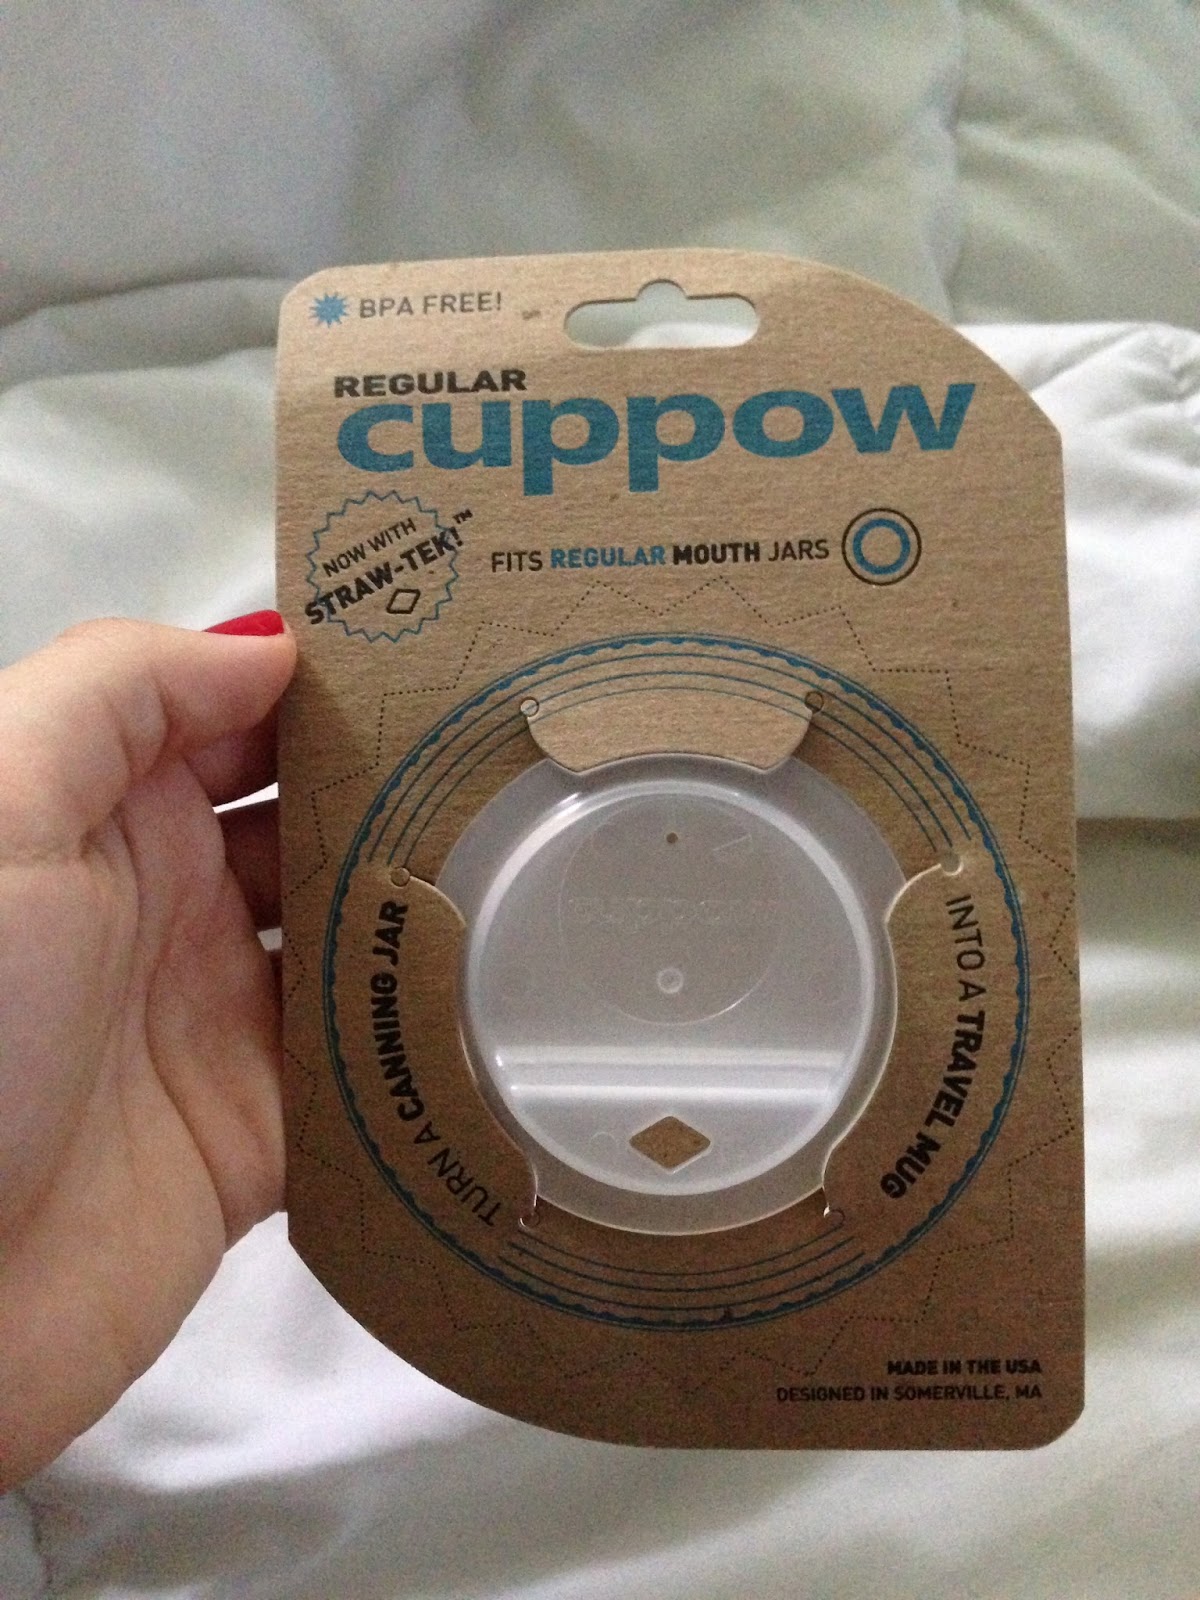 BPA FREE!
REGULAR
cuppow
NOW WITH
STRAW-TEK!™
FITS REGULAR MOUTH JARS
TURN A CANNING JAR
INTO A TRAVEL MUG
cuppow
MADE IN THE USA
DESIGNED IN SOMERVILLE, MA